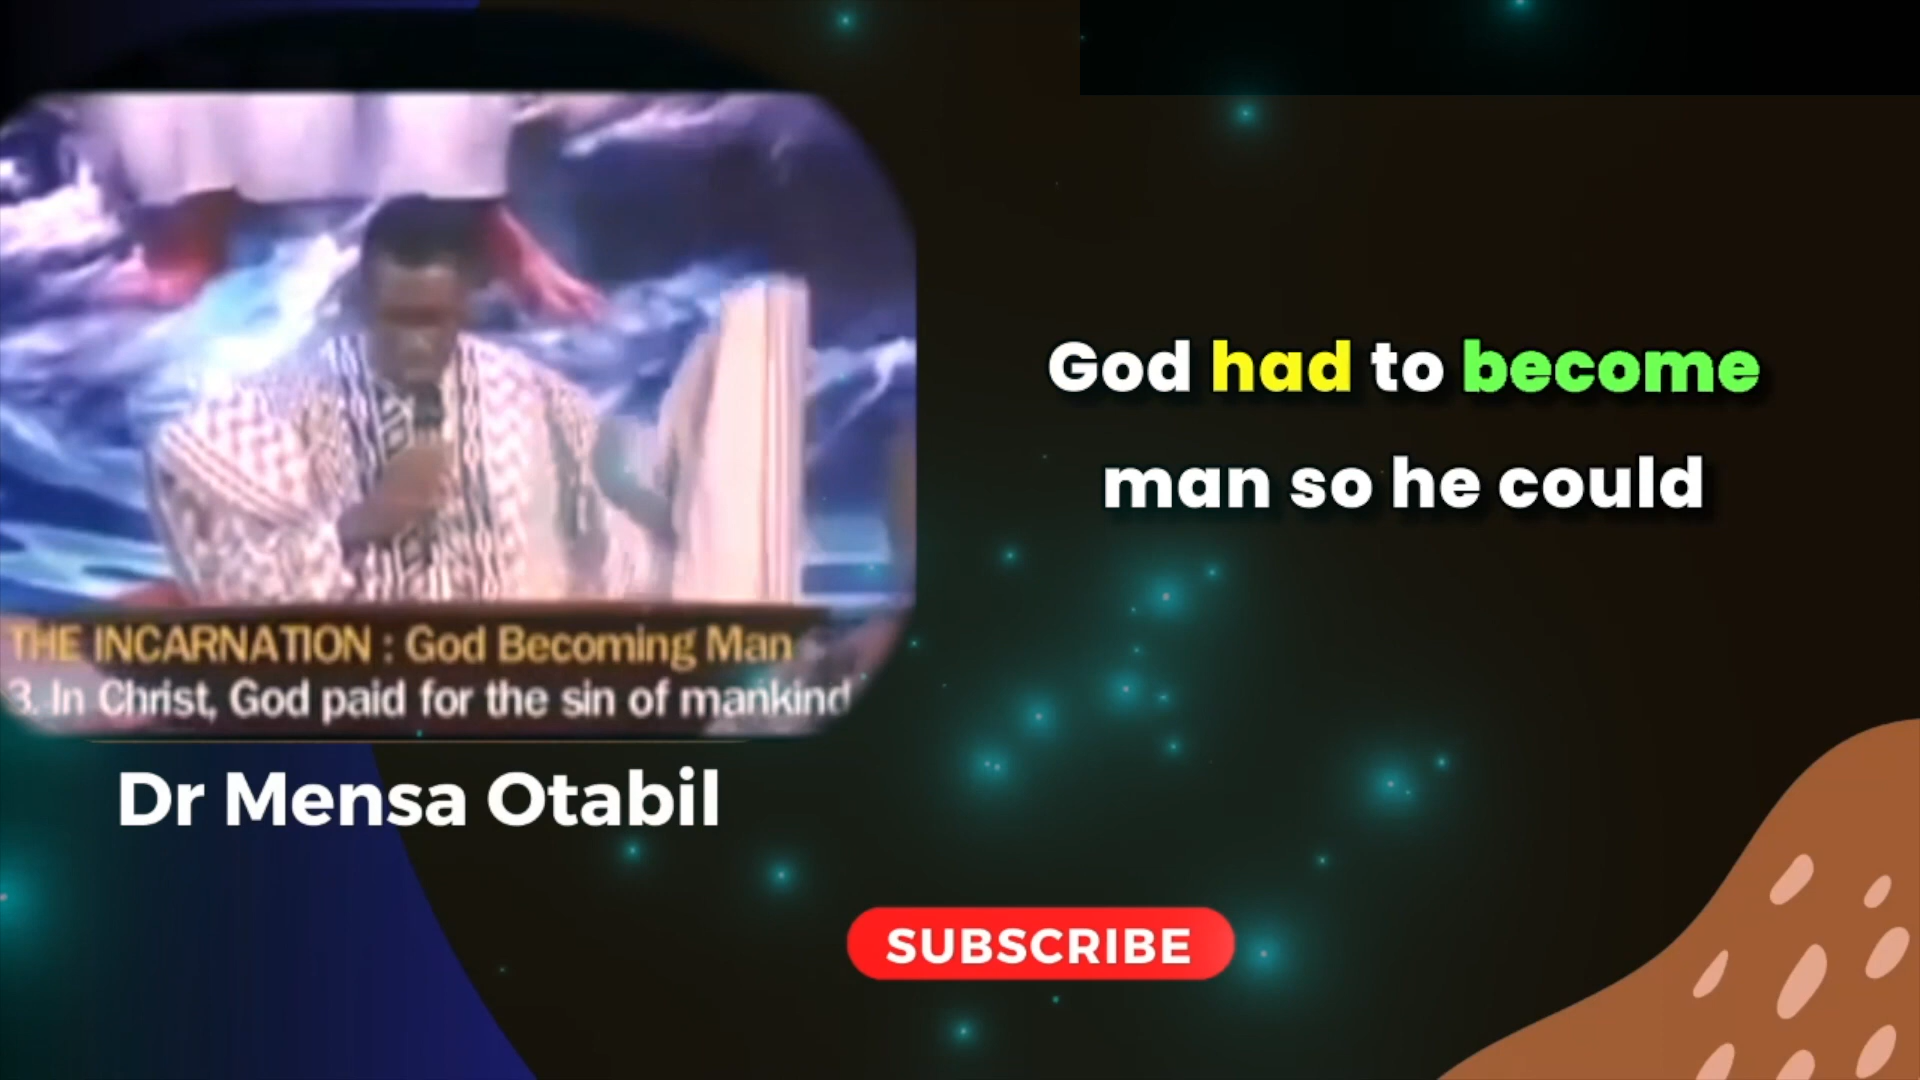 God had to become
man so he could
THE INCARNATION : God Becoming Man
3. In Christ, God paid for the sin of mankind
Dr Mensa Otabil
SUBSCRIBE